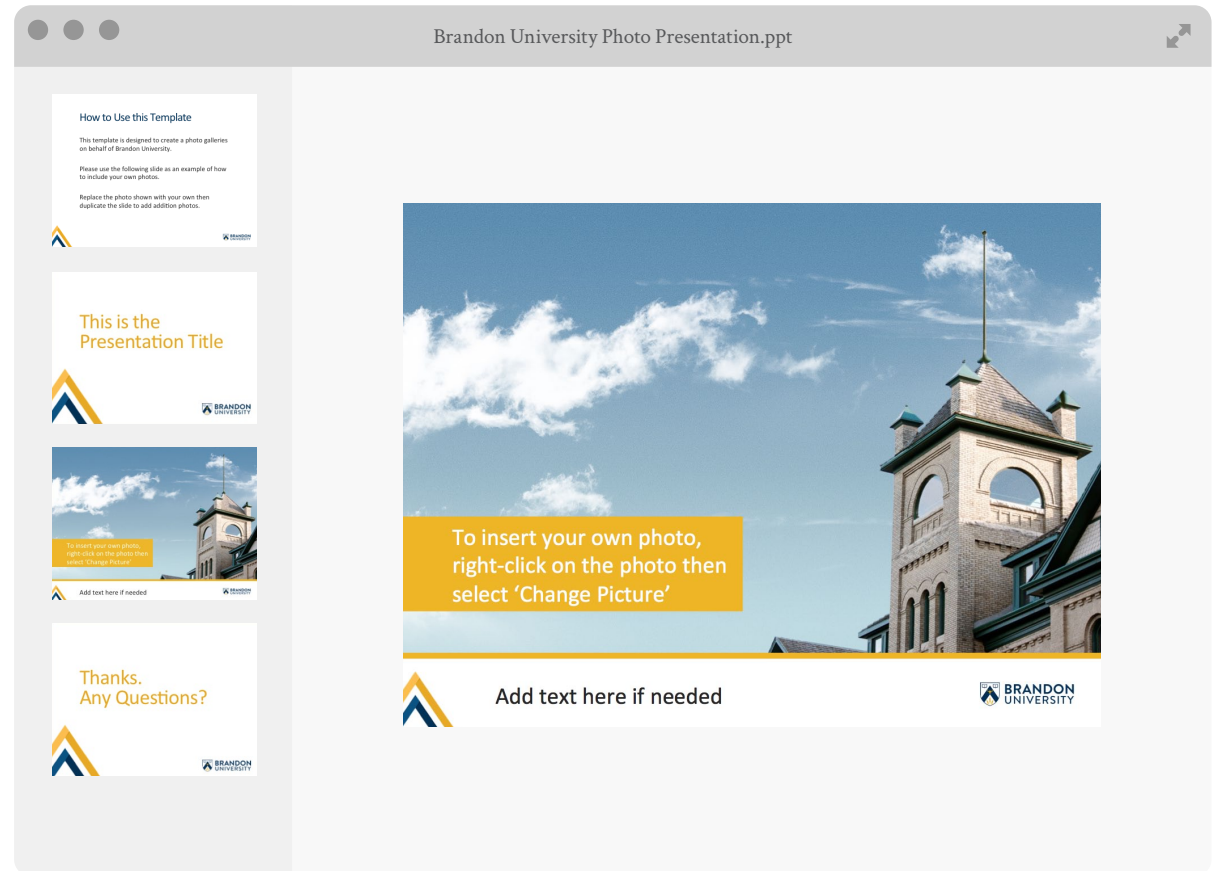 Brandon University Photo Presentation.ppt
How to Use this Template
This template is designed to create a photo galleries
on behalf of Brandon University.
Please use the following slide as an example of how
to include your own photos.
Replace the photo shown with your own then
duplicate the slide to add addition photos.
BRANDON
UNIVERSITY
This is the
Presentation Title
BRANDON
UNIVERSITY
To insert your own photo,
right-click on the photo then
select ‘Change Picture’
Add text here if needed
BRANDON
UNIVERSITY
Thanks.
Any Questions?
BRANDON
UNIVERSITY
To insert your own photo,
right-click on the photo then
select ‘Change Picture’
Add text here if needed
BRANDON
UNIVERSITY